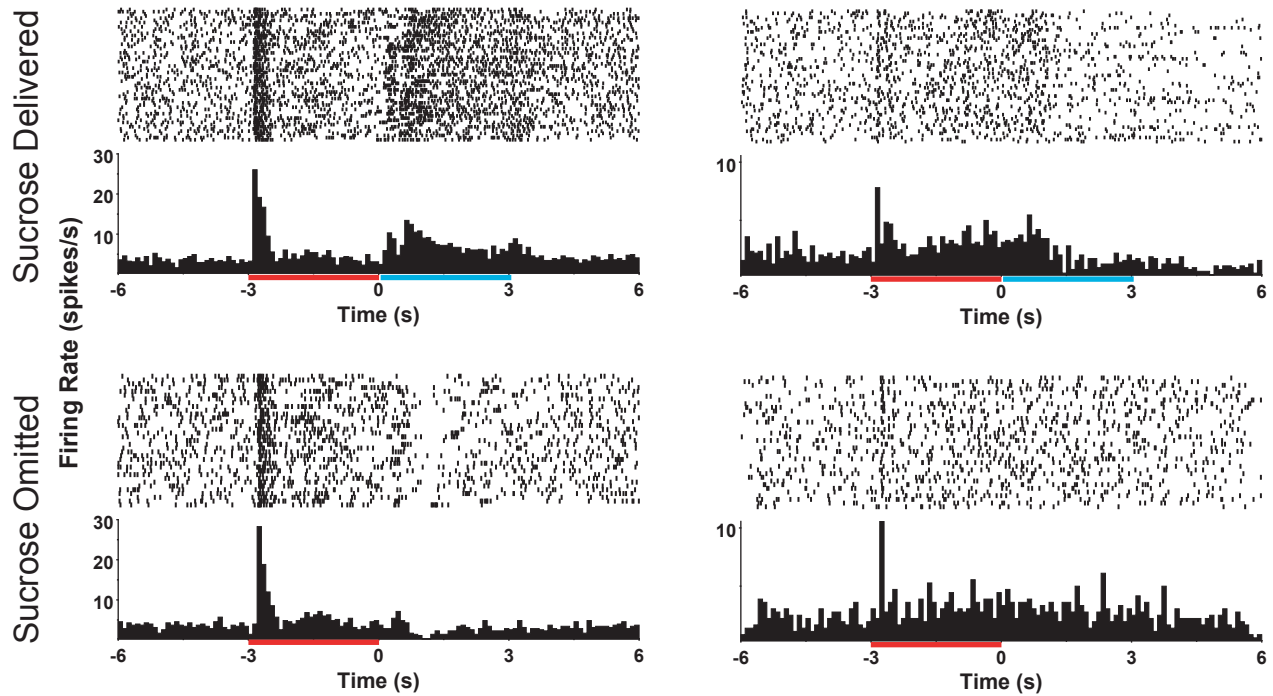 Sucrose Delivered
Firing Rate (spikes/s)
30
20
10
-6 -3 0 3 6
Time (s)
10
-6 -3 0 3 6
Time (s)
Sucrose Omitted
30
20
10
-6 -3 0 3 6
Time (s)
10
-6 -3 0 3 6
Time (s)